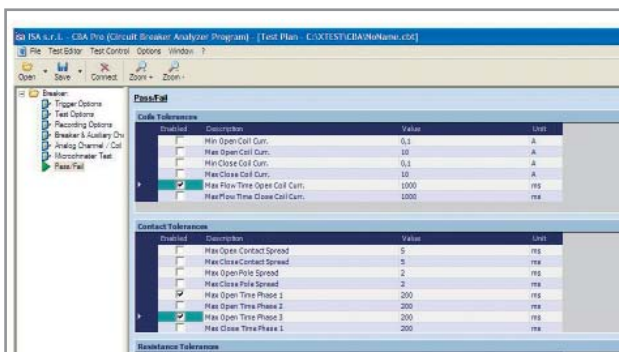 ISA s.r.l. - CBA Pro (Circuit Breaker Analyzer Program) - [Test Plan - C:\XTEST\CBA\NoName.cbt]
File Test Editor Test Control Options Window ?
Open Save Connect Zoom + Zoom -
Breaker
Trigger Options
Test Options
Recording Options
Breaker & Auxiliary Cha
Analog Channel / Coil
Microohmeter Test
Pass/Fail
Pass/Fail
Coils Tolerances
Enabled Description Value Unit
Min Open Coil Curr. 0,1 A
Max Open Coil Curr. 10 A
Min Close Coil Curr. 0,1 A
Max Close Coil Curr. 10 A
Max Flow Time Open Coil Curr. 1000 ms
Max Flow Time Close Coil Curr. 1000 ms
Contact Tolerances
Enabled Description Value Unit
Max Open Contact Spread 5 ms
Max Close Contact Spread 5 ms
Max Open Pole Spread 2 ms
Max Close Pole Spread 2 ms
Max Open Time Phase 1 200 ms
Max Open Time Phase 2 200 ms
Max Open Time Phase 3 200 ms
Max Close Time Phase 1 200 ms
Resistance Tolerances